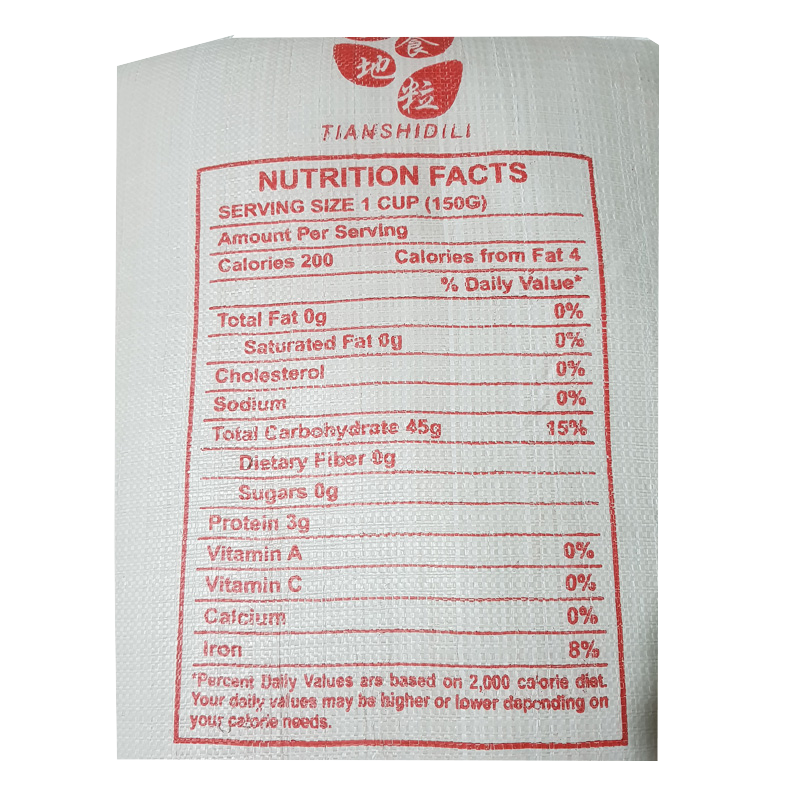 食
地
粒
TIANSHIDILI
NUTRITION FACTS
SERVING SIZE 1 CUP (150G)
Amount Per Serving
Calories 200 Calories from Fat 4
% Daily Value*
Total Fat 0g 0%
Saturated Fat 0g 0%
Cholesterol 0%
Sodium 0%
Total Carbohydrate 45g 15%
Dietary Fiber 0g
Sugars 0g
Protein 3g
Vitamin A 0%
Vitamin C 0%
Calcium 0%
Iron 8%
*Percent Daily Values are based on 2,000 calorie diet.
Your daily values may be higher or lower depending on
your calorie needs.